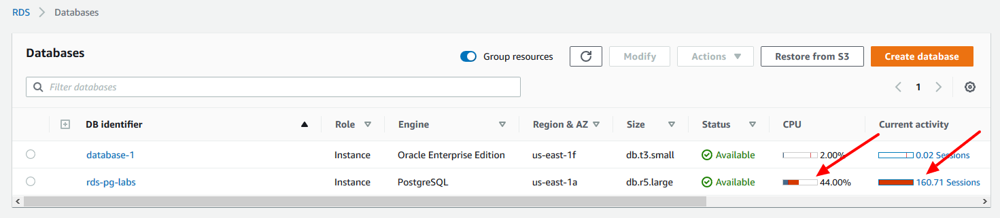 RDS > Databases
Databases
Group resources Modify Actions Restore from S3 Create database
Filter databases 1
DB identifier Role Engine Region & AZ Size Status CPU Current activity
database-1 Instance Oracle Enterprise Edition us-east-1f db.t3.small Available 2.00% 0.02 Sessions
rds-pg-labs Instance PostgreSQL us-east-1a db.r5.large Available 44.00% 160.71 Sessions